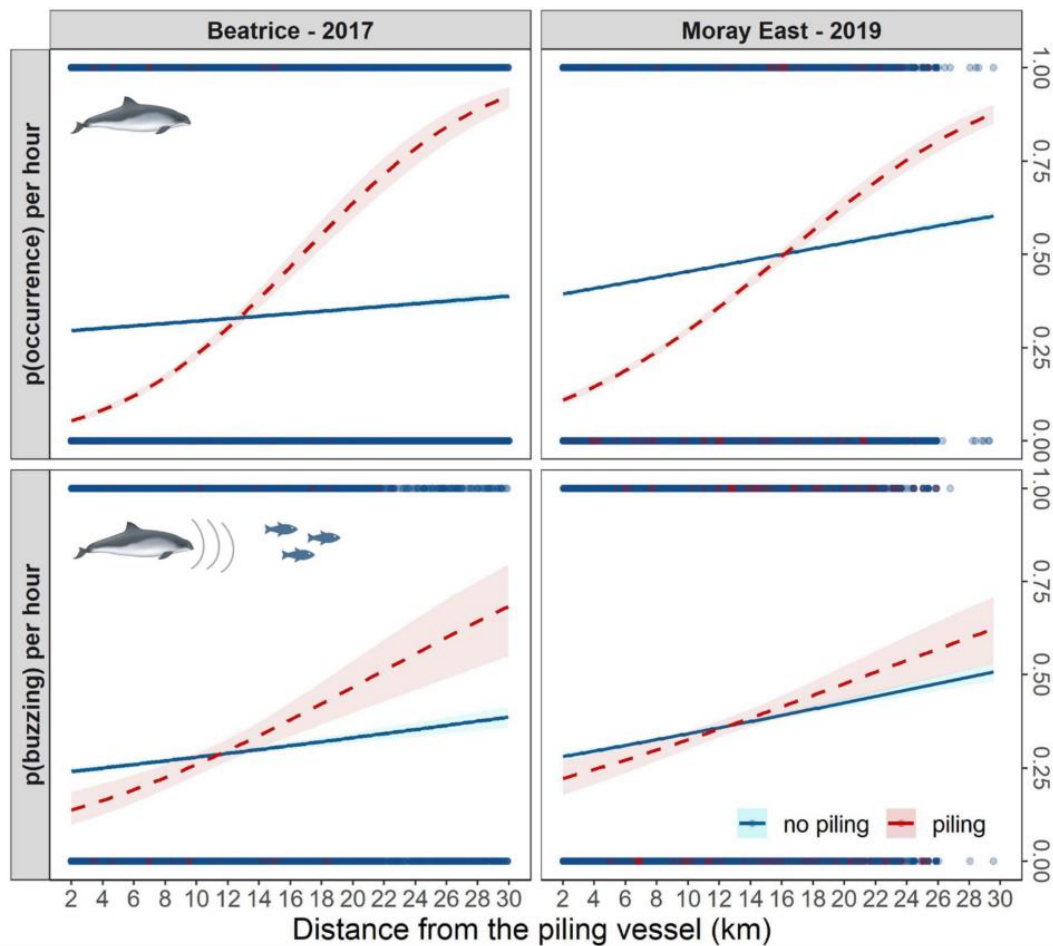 Beatrice - 2017
Moray East - 2019
p(occurrence) per hour
1.00
0.75
0.50
0.25
0.00
p(buzzing) per hour
1.00
0.75
0.50
0.25
0.00
no piling piling
2 4 6 8 10 12 14 16 18 20 22 24 26 28 30
2 4 6 8 10 12 14 16 18 20 22 24 26 28 30
Distance from the piling vessel (km)